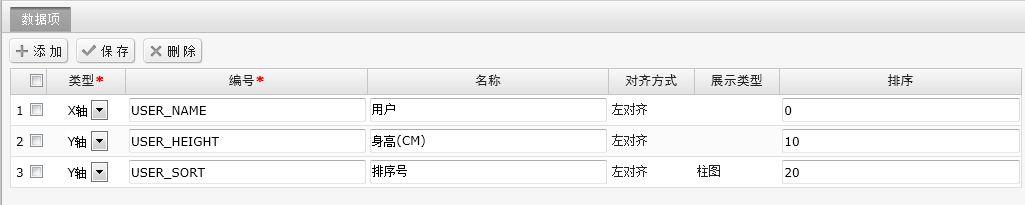 数据项
添加 保存 删除
类型* 编号* 名称 对齐方式 展示类型 排序
1 X轴 USER_NAME 用户 左对齐 0
2 Y轴 USER_HEIGHT 身高(CM) 左对齐 10
3 Y轴 USER_SORT 排序号 左对齐 柱图 20